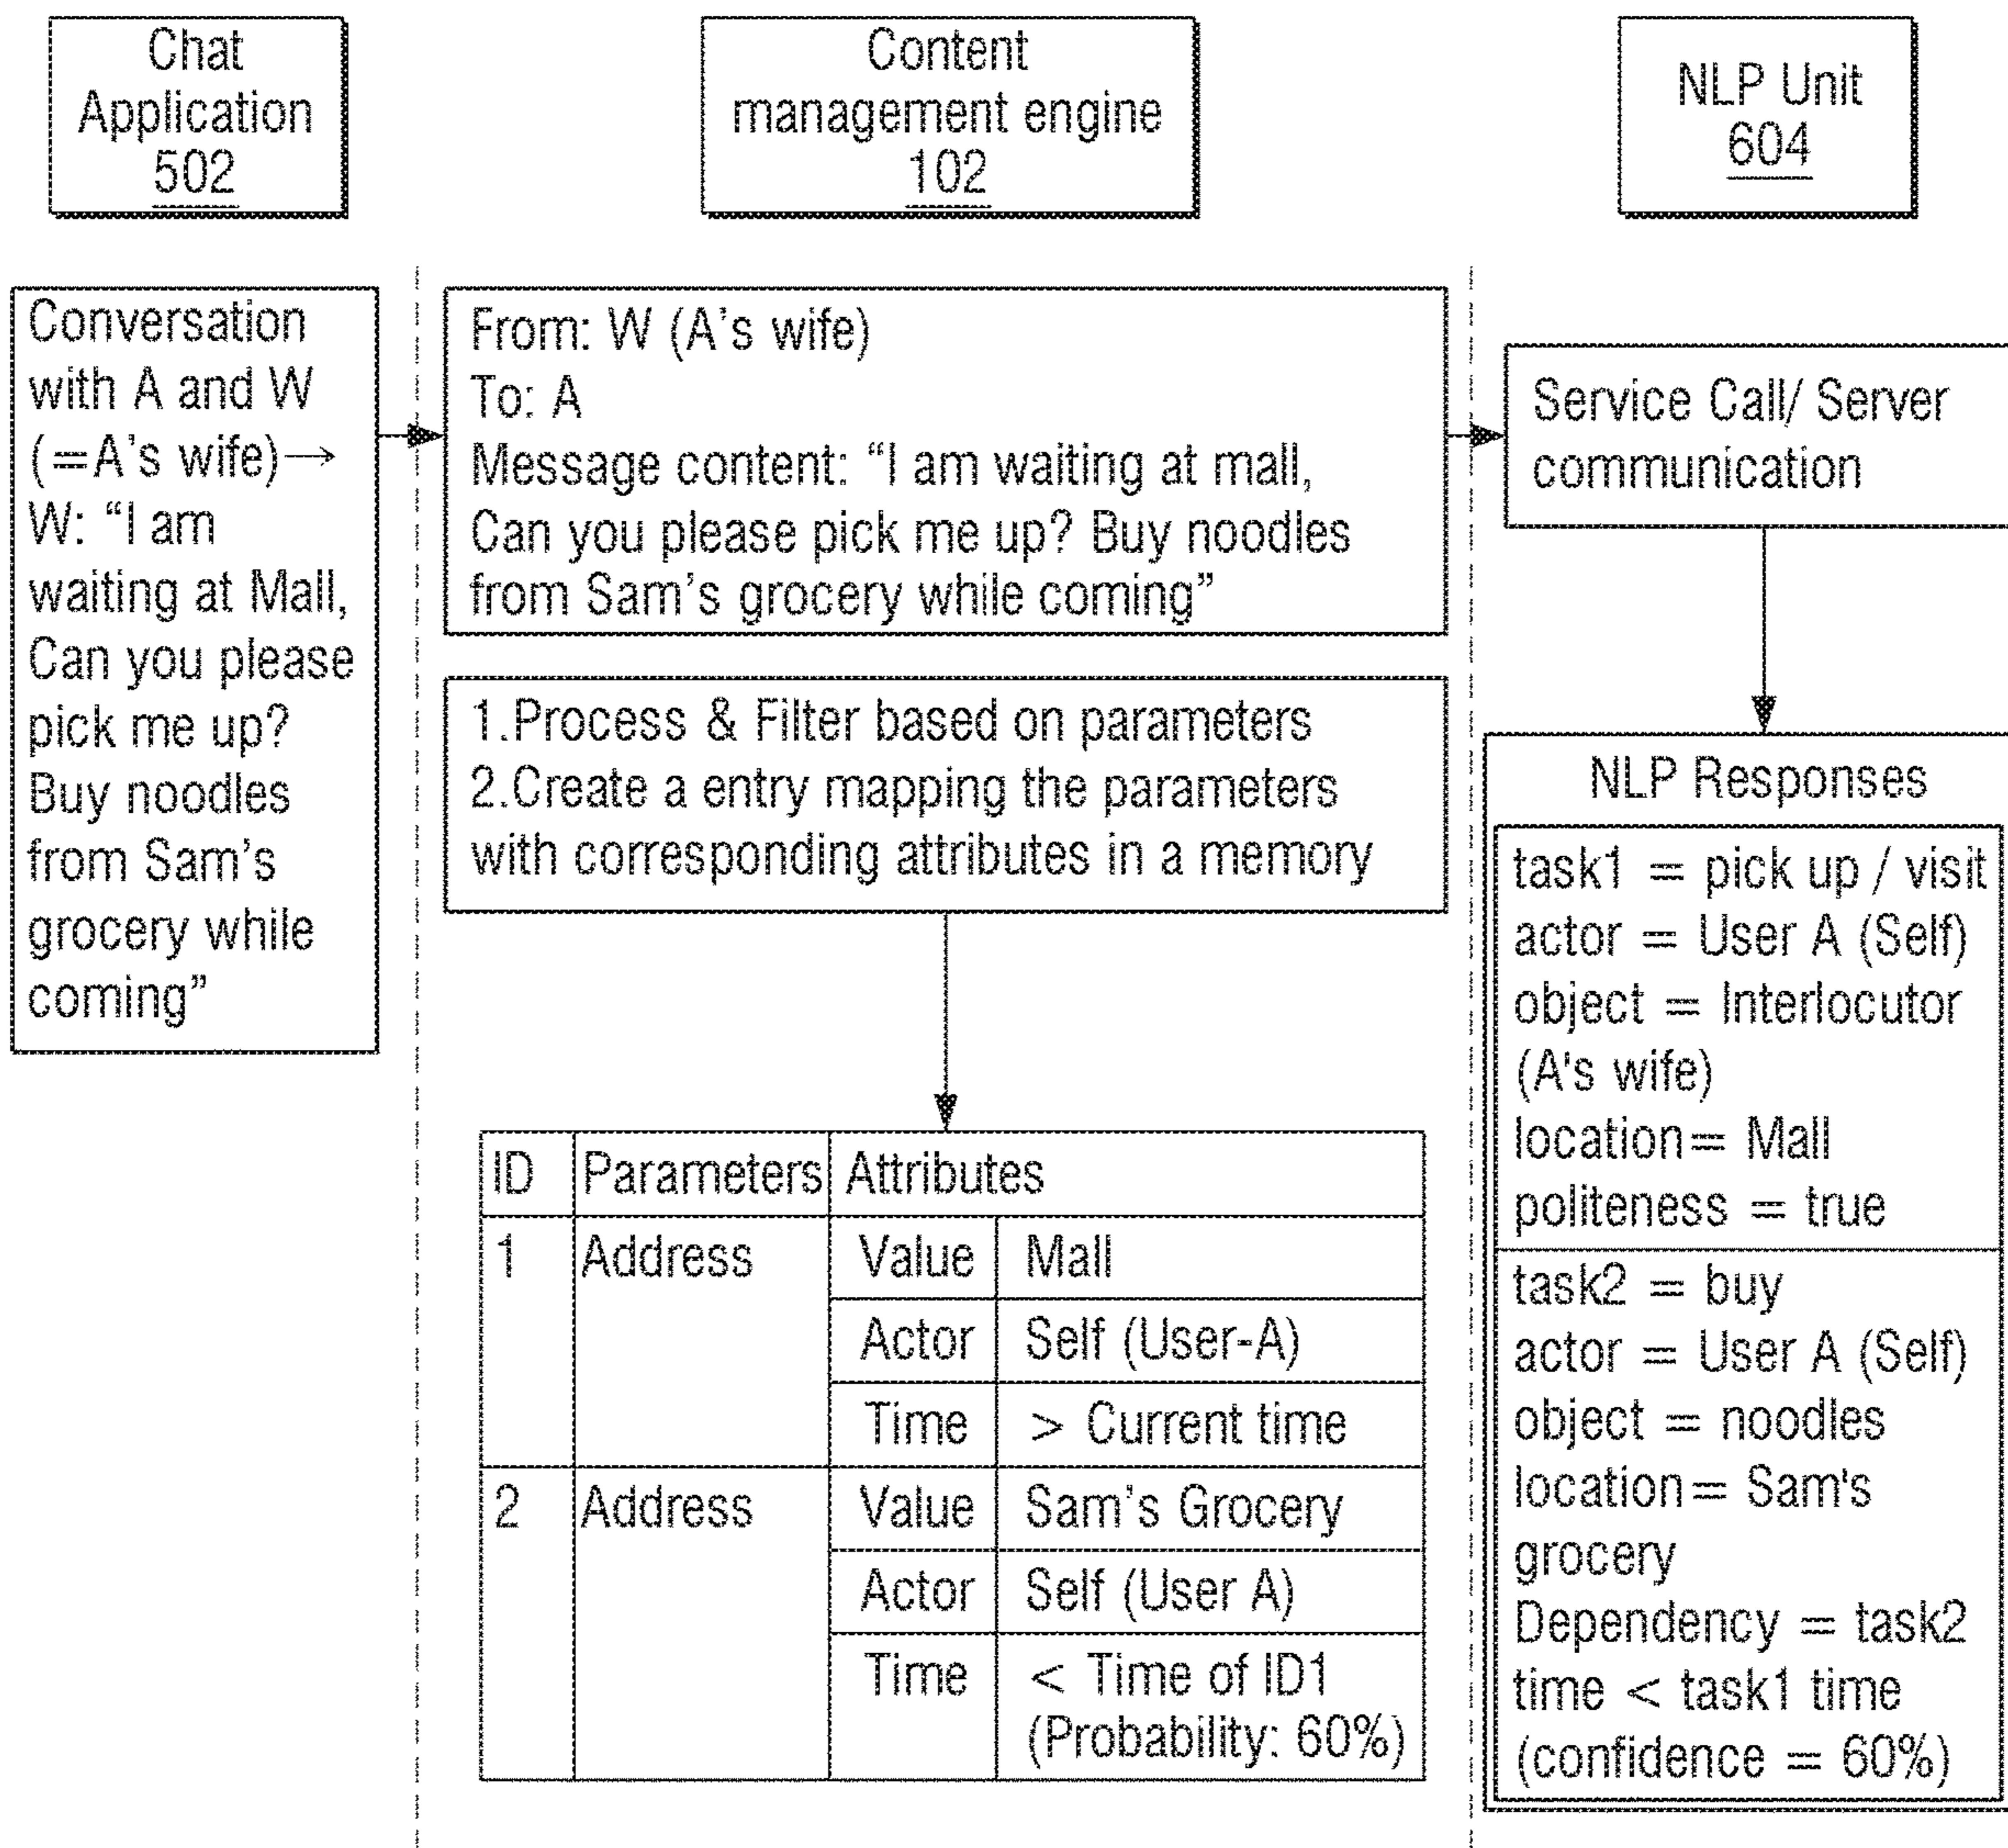 Chat
Application
502
Content
management engine
102
NLP Unit
604
Conversation
with A and W
(=A's wife)→
W: “I am
waiting at Mall,
Can you please
pick me up?
Buy noodles
from Sam’s
grocery while
coming”
From: W (A’s wife)
To: A
Message content: “I am waiting at mall,
Can you please pick me up? Buy noodles
from Sam’s grocery while coming”
1.Process & Filter based on parameters
2.Create a entry mapping the parameters
with corresponding attributes in a memory
ID Parameters Attributes
1 Address Value Mall
Actor Self (User-A)
Time > Current time
2 Address Value Sam’s Grocery
Actor Self (User A)
Time < Time of ID1
(Probability: 60%)
Service Call/ Server
communication
NLP Responses
task1 = pick up / visit
actor = User A (Self)
object = Interlocutor
(A's wife)
location= Mall
politeness = true
task2 = buy
actor = User A (Self)
object = noodles
location= Sam's
grocery
Dependency = task2
time < task1 time
(confidence = 60%)